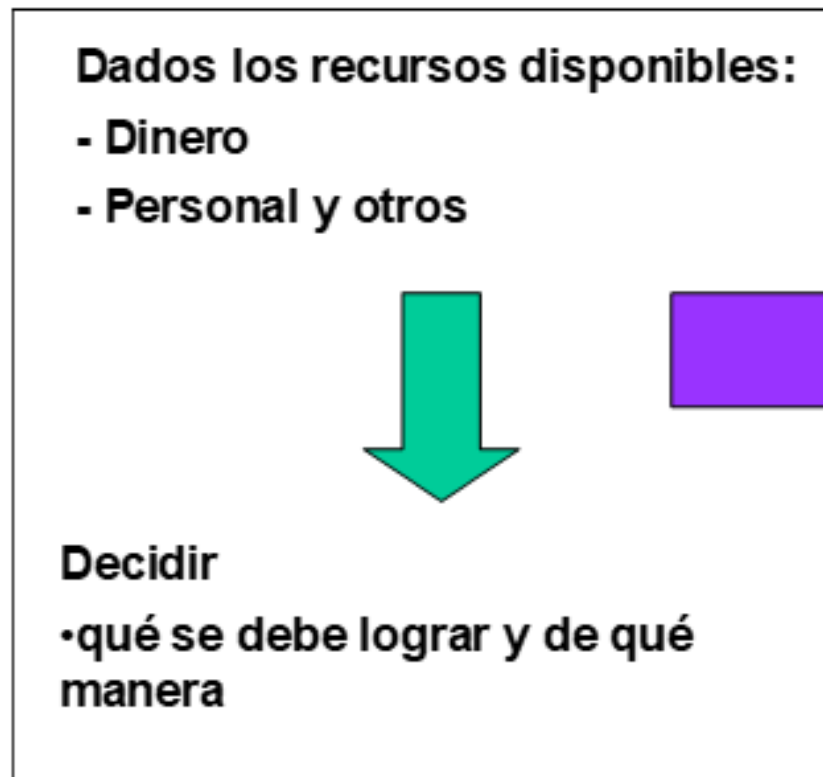 Dados los recursos disponibles:
- Dinero
- Personal y otros
Decidir
•qué se debe lograr y de qué
manera